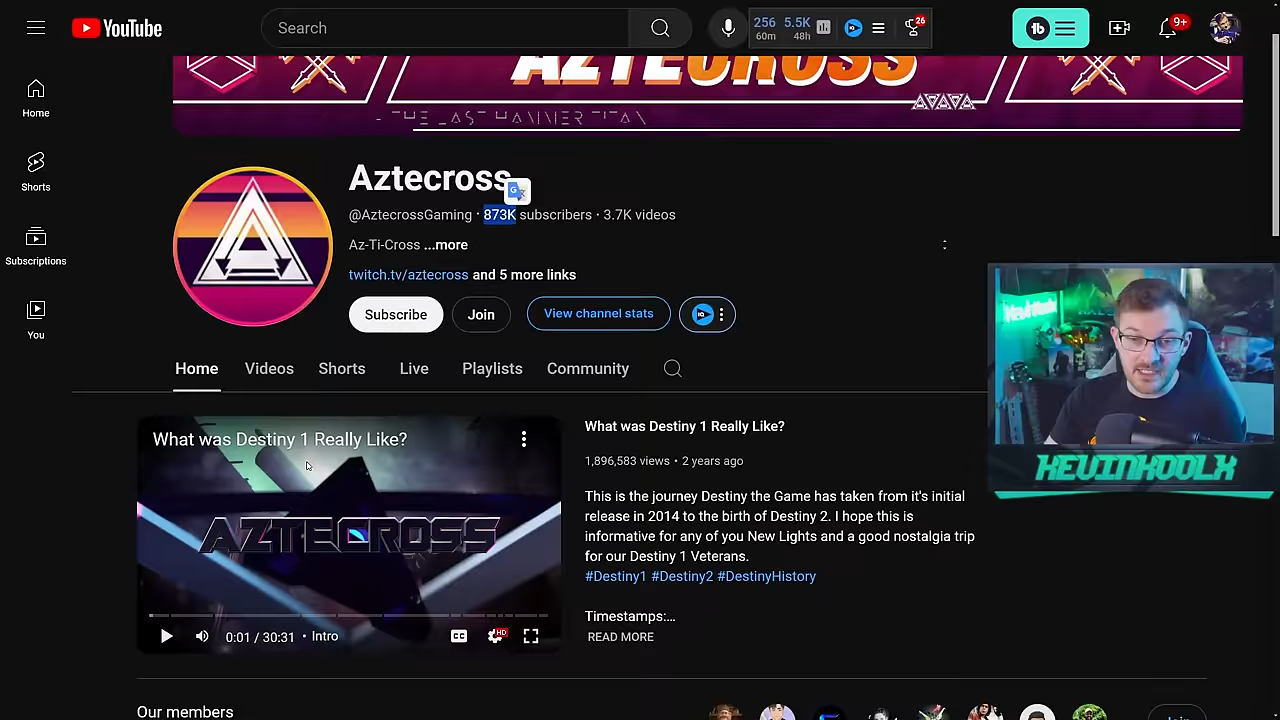 YouTube
Search
256 5.5K
60m 48h
26
9+
Home
Shorts
Subscriptions
You
AZTECROSS
- THE LAST HAMMER TITAN
Aztecross
@AztecrossGaming · 873K subscribers · 3.7K videos
Az-Ti-Cross ...more
twitch.tv/aztecross and 5 more links
Subscribe
Join
View channel stats
Home
Videos
Shorts
Live
Playlists
Community
What was Destiny 1 Really Like?
AZTECROSS
0:01 / 30:31 • Intro
CC
HD
What was Destiny 1 Really Like?
1,896,583 views • 2 years ago
This is the journey Destiny the Game has taken from it's initial
release in 2014 to the birth of Destiny 2. I hope this is
informative for any of you New Lights and a good nostalgia trip
for our Destiny 1 Veterans.
#Destiny1 #Destiny2 #DestinyHistory
Timestamps:...
READ MORE
KEVINKOOLX
Our members
Join